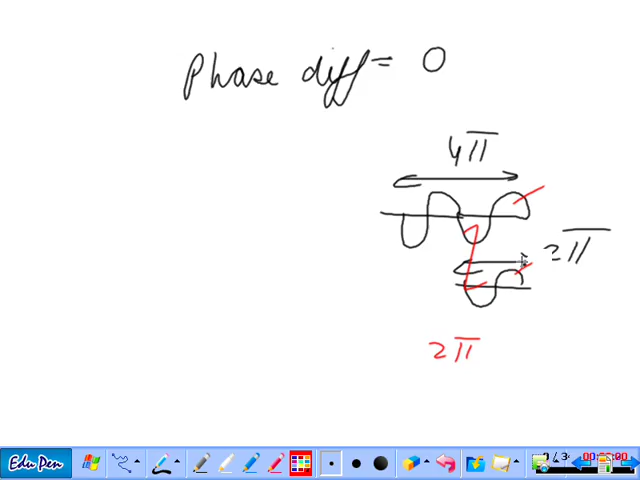 Phase diff = 0
4π
2π
2π
Edu Pen